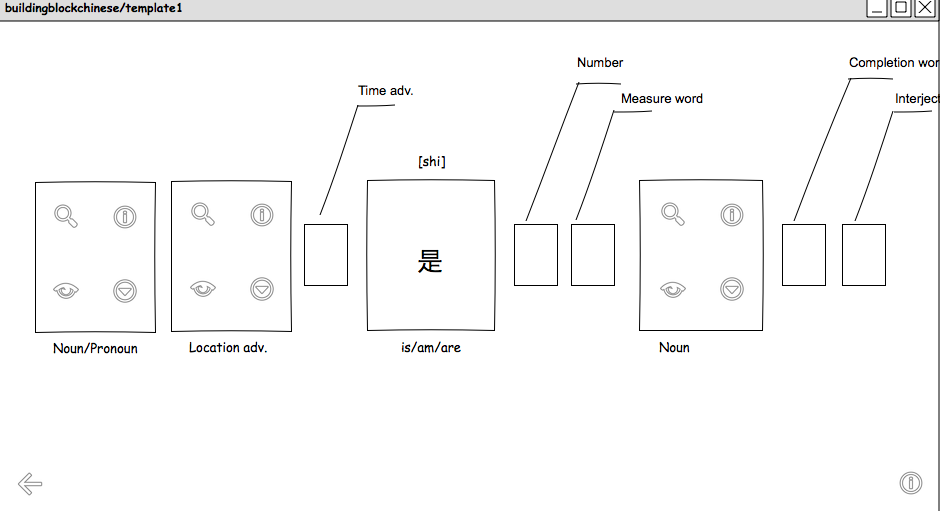 buildingblockchinese/template1
Number
Completion wor
Time adv.
Measure word
Interject
[shi]
是
Noun/Pronoun
Location adv.
is/am/are
Noun